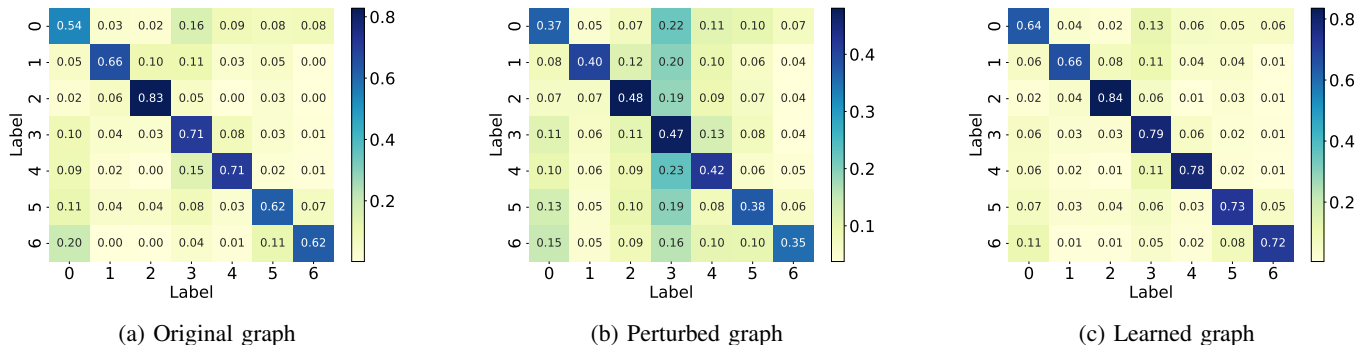 0 0.54 0.03 0.02 0.16 0.09 0.08 0.08
1 0.05 0.66 0.10 0.11 0.03 0.05 0.00
2 0.02 0.06 0.83 0.05 0.00 0.03 0.00
3 0.10 0.04 0.03 0.71 0.08 0.03 0.01
4 0.09 0.02 0.00 0.15 0.71 0.02 0.01
5 0.11 0.04 0.04 0.08 0.03 0.62 0.07
6 0.20 0.00 0.00 0.04 0.01 0.11 0.62
0 1 2 3 4 5 6
Label
Label
0.8
0.6
0.4
0.2
(a) Original graph
0 0.37 0.05 0.07 0.22 0.11 0.10 0.07
1 0.08 0.40 0.12 0.20 0.10 0.06 0.04
2 0.07 0.07 0.48 0.19 0.09 0.07 0.04
3 0.11 0.06 0.11 0.47 0.13 0.08 0.04
4 0.10 0.06 0.09 0.23 0.42 0.06 0.05
5 0.13 0.05 0.10 0.19 0.08 0.38 0.06
6 0.15 0.05 0.09 0.16 0.10 0.10 0.35
0 1 2 3 4 5 6
Label
Label
0.4
0.3
0.2
0.1
(b) Perturbed graph
0 0.64 0.04 0.02 0.13 0.06 0.05 0.06
1 0.06 0.66 0.08 0.11 0.04 0.04 0.01
2 0.02 0.04 0.84 0.06 0.01 0.03 0.01
3 0.06 0.03 0.03 0.79 0.06 0.02 0.01
4 0.06 0.02 0.01 0.11 0.78 0.02 0.01
5 0.07 0.03 0.04 0.06 0.03 0.73 0.05
6 0.11 0.01 0.01 0.04 0.02 0.08 0.72
0 1 2 3 4 5 6
Label
Label
0.8
0.6
0.4
0.2
(c) Learned graph